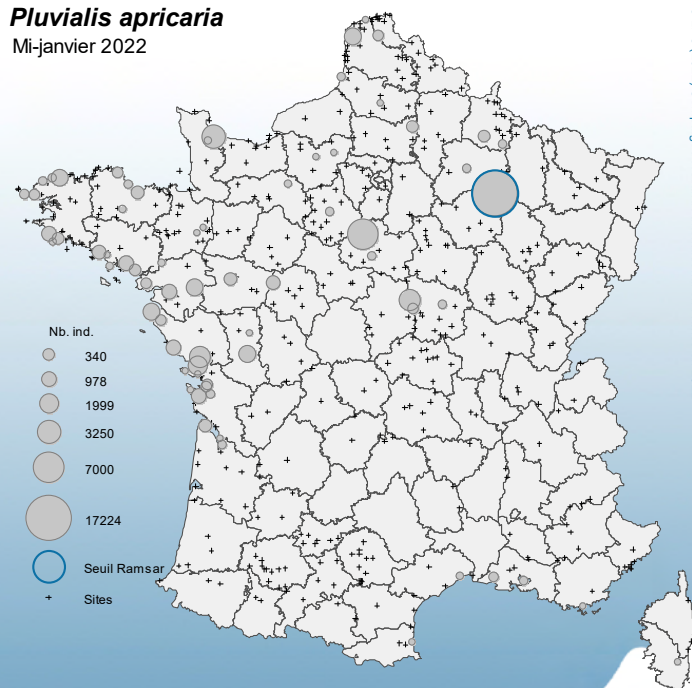 Pluvialis apricaria
Mi-janvier 2022
Nb. ind.
340
978
1999
3250
7000
17224
Seuil Ramsar
Sites